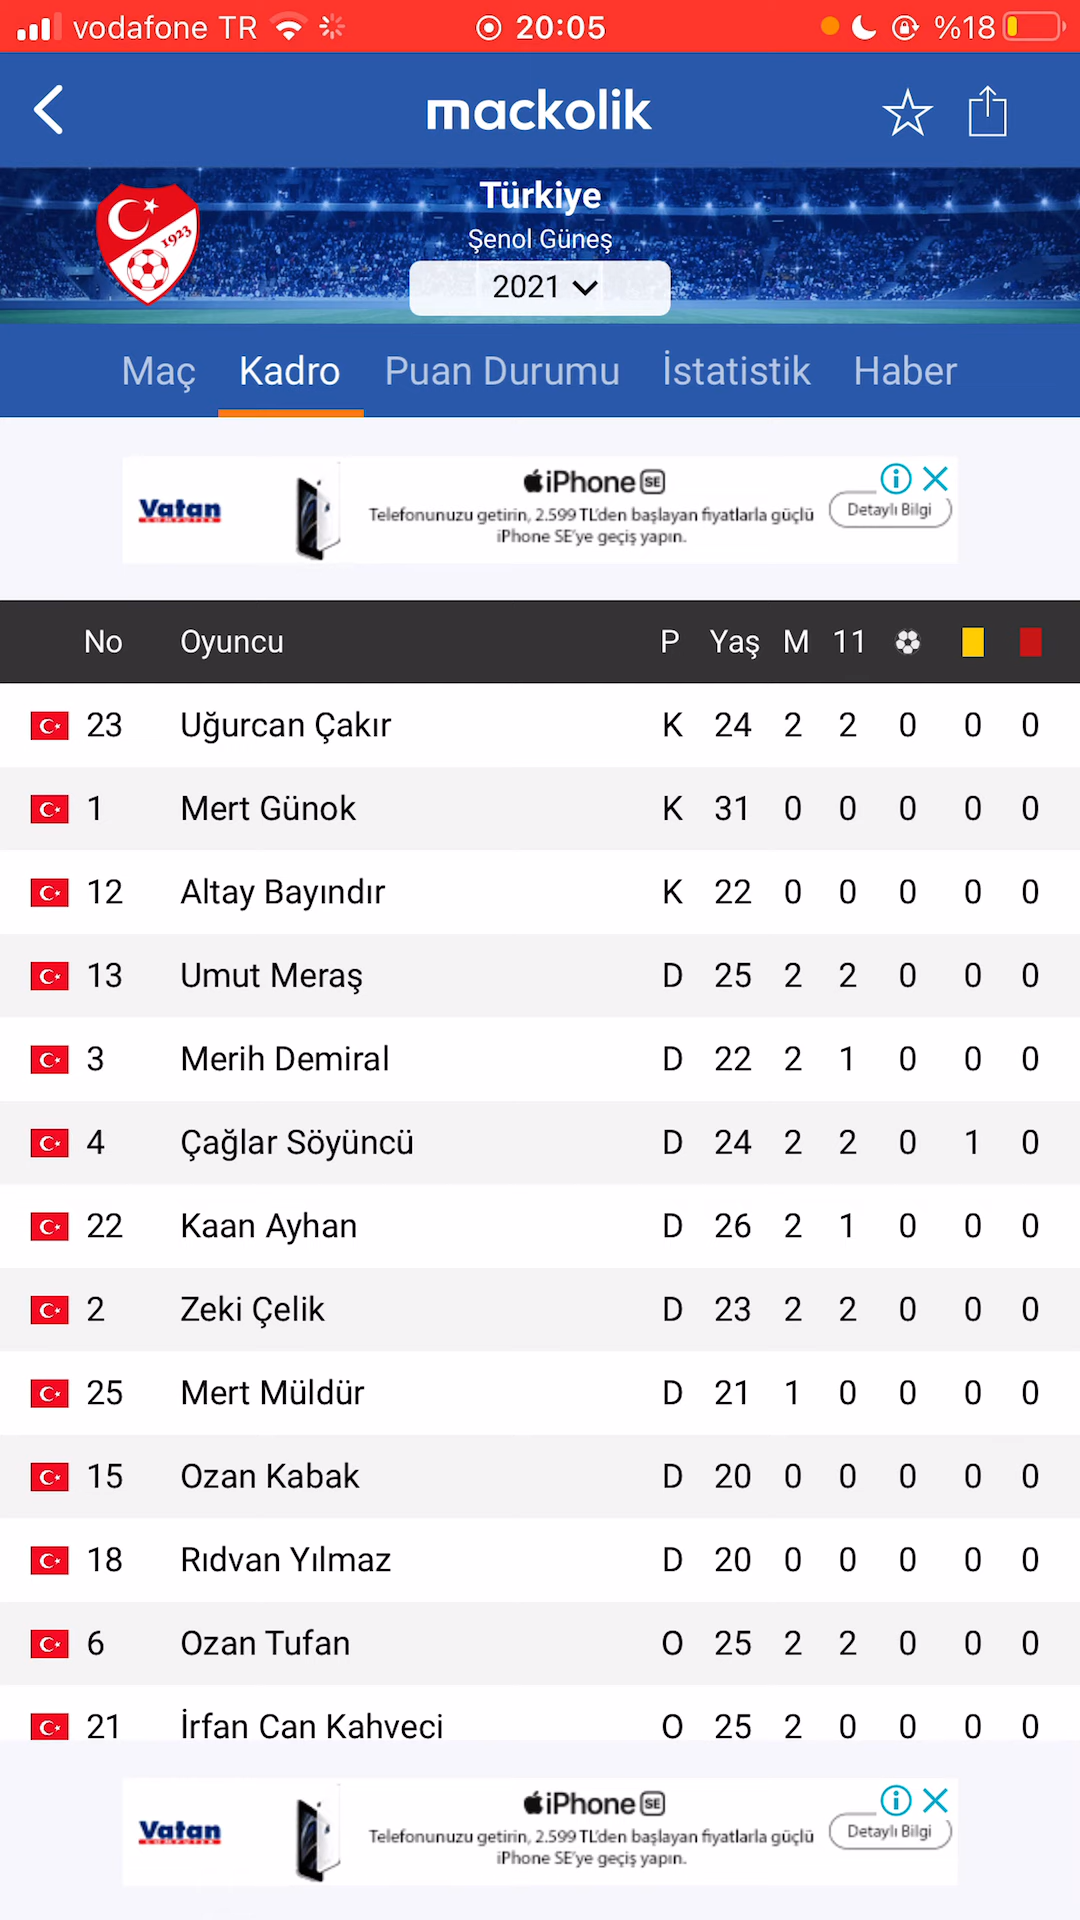 vodafone TR 20:05 %18
mackolik
Türkiye
1923
Şenol Güneş
2021
Maç Kadro Puan Durumu İstatistik Haber
iPhone SE
Vatan
COMPUTER
Telefonunuzu getirin, 2.599 TL'den başlayan fiyatlarla güçlü
iPhone SE'ye geçiş yapın.
Detaylı Bilgi
No Oyuncu P Yaş M 11
23 Uğurcan Çakır K 24 2 2 0 0 0
1 Mert Günok K 31 0 0 0 0 0
12 Altay Bayındır K 22 0 0 0 0 0
13 Umut Meraş D 25 2 2 0 0 0
3 Merih Demiral D 22 2 1 0 0 0
4 Çağlar Söyüncü D 24 2 2 0 1 0
22 Kaan Ayhan D 26 2 1 0 0 0
2 Zeki Çelik D 23 2 2 0 0 0
25 Mert Müldür D 21 1 0 0 0 0
15 Ozan Kabak D 20 0 0 0 0 0
18 Rıdvan Yılmaz D 20 0 0 0 0 0
6 Ozan Tufan O 25 2 2 0 0 0
21 İrfan Can Kahveci O 25 2 0 0 0 0
iPhone SE
Vatan
COMPUTER
Telefonunuzu getirin, 2.599 TL'den başlayan fiyatlarla güçlü
iPhone SE'ye geçiş yapın.
Detaylı Bilgi